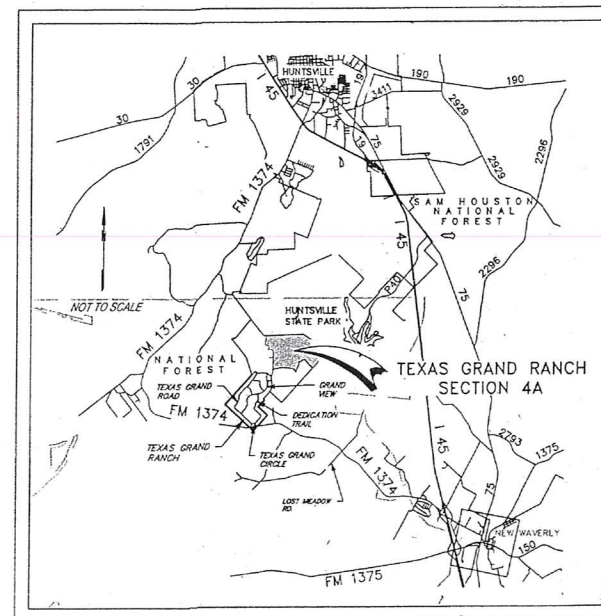 HUNTSVILLE
190
190
19
30
45
3411
2929
30
1791
75
19
2296
FM 1374
2929
SAM HOUSTON
NATIONAL
FOREST
I 45
2296
P40
75
NOT TO SCALE
HUNTSVILLE
STATE PARK
FM 1374
NATIONAL
FOREST
TEXAS GRAND RANCH
SECTION 4A
TEXAS GRAND
ROAD
GRAND
VIEW
FM 1374
DEDICATION
TRAIL
I 45
2793
1375
TEXAS GRAND
RANCH
TEXAS GRAND
CIRCLE
FM 1374
75
LOST MEADOW
RD.
NEW WAVERLY
150
FM 1375